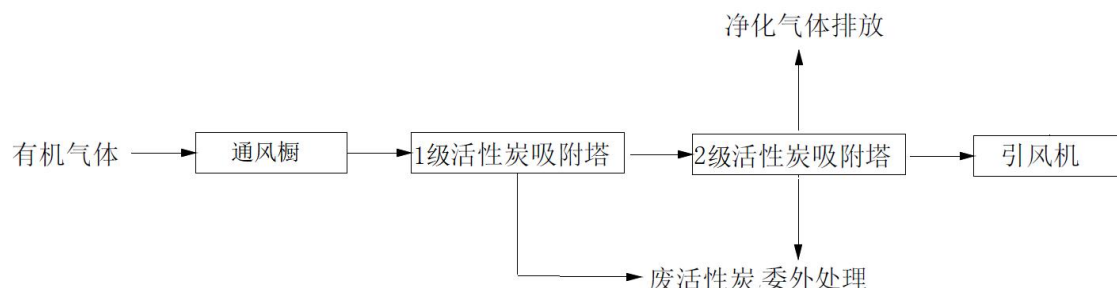 净化气体排放
有机气体
通风橱
1级活性炭吸附塔
2级活性炭吸附塔
引风机
废活性炭,委外处理